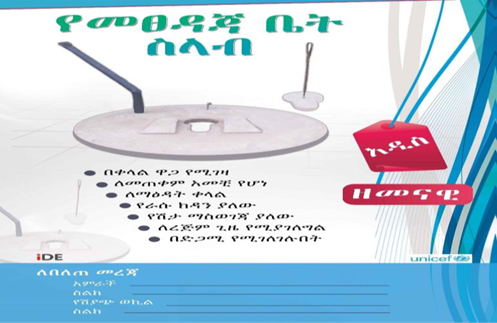 የመፀዳጃ ቤት
ስላብ
አዲስ
ዘመናዊ
በቀላል ዋጋ የሚገዛ
ለመጠቀም አመቺ የሆነ
ለማፅዳት ቀላል
የራሱ ክዳን ያለው
የሽታ ማስወገጃ ያለው
ለረጅም ጊዜ የሚያገለግል
በድጋሚ የሚገለገሉበት
iDE
unicef
ለበለጠ መረጃ
አምራች
ስልክ
የሽያጭ ወኪል
ስልክ